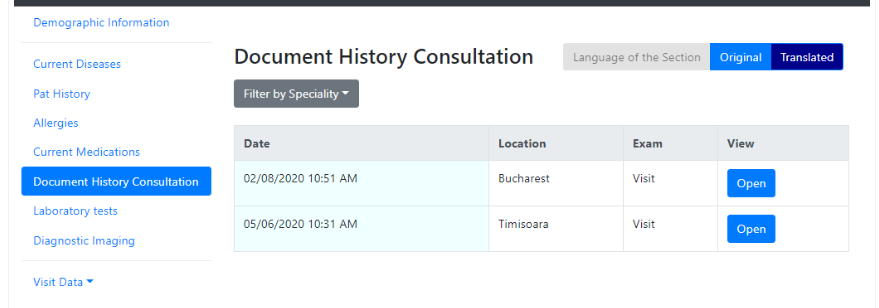 Demographic Information
Current Diseases
Pat History
Allergies
Current Medications
Document History Consultation
Laboratory tests
Diagnostic Imaging
Visit Data
Document History Consultation
Language of the Section Original Translated
Filter by Speciality
Date Location Exam View
02/08/2020 10:51 AM Bucharest Visit Open
05/06/2020 10:31 AM Timisoara Visit Open